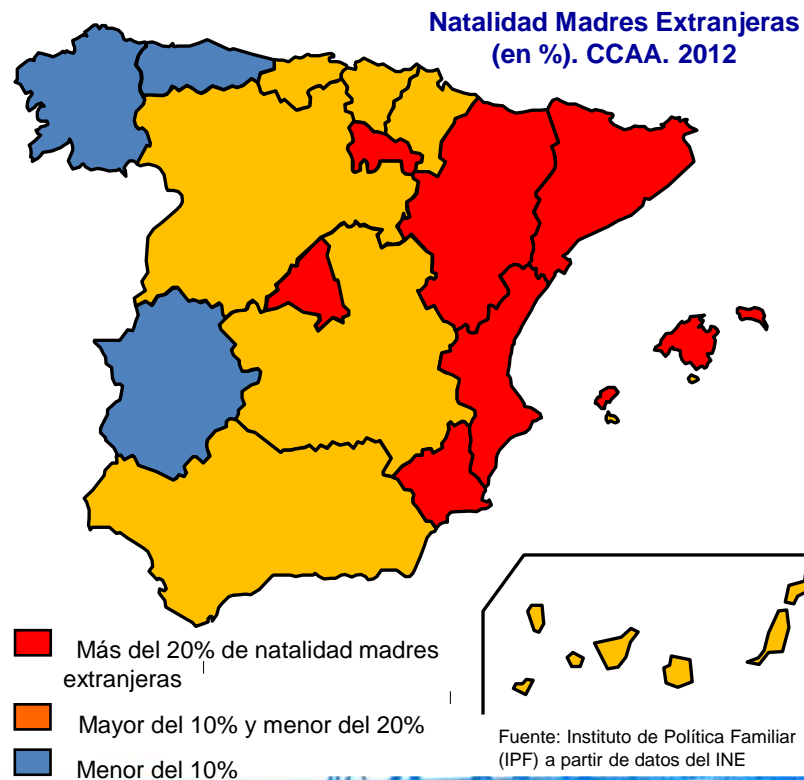 Natalidad Madres Extranjeras
(en %). CCAA. 2012
Más del 20% de natalidad madres
extranjeras
Mayor del 10% y menor del 20%
Menor del 10%
Fuente: Instituto de Política Familiar
(IPF) a partir de datos del INE